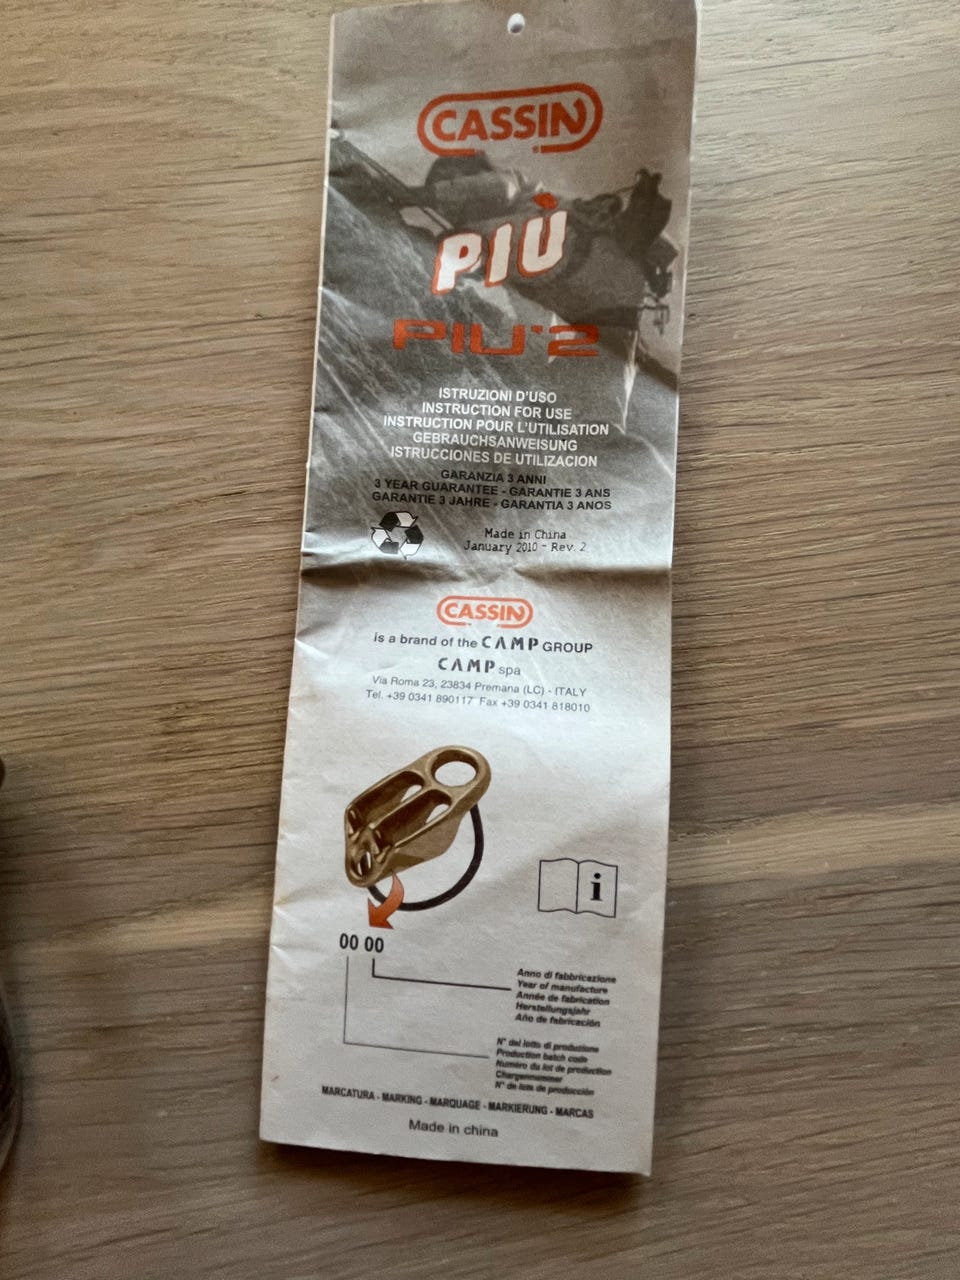 CASSIN
PIÙ
PIU'2
ISTRUZIONI D'USO
INSTRUCTION FOR USE
INSTRUCTION POUR L'UTILISATION
GEBRAUCHSANWEISUNG
ISTRUCCIONES DE UTILIZACION
GARANZIA 3 ANNI
3 YEAR GUARANTEE - GARANTIE 3 ANS
GARANTIE 3 JAHRE - GARANTIA 3 ANOS
Made in China
January 2010 - Rev. 2
CASSIN
is a brand of the CAMP GROUP
CAMP spa
Via Roma 23, 23834 Premana (LC) - ITALY
Tel. +39 0341 890117 Fax +39 0341 818010
i
00 00
Anno di fabbricazione
Year of manufacture
Année de fabrication
Herstellungsjahr
Año de fabricación
N° del lotto di produzione
Production batch code
Numéro du lot de production
Chargennummer
N° de lote de producción
MARCATURA - MARKING - MARQUAGE - MARKIERUNG - MARCAS
Made in china